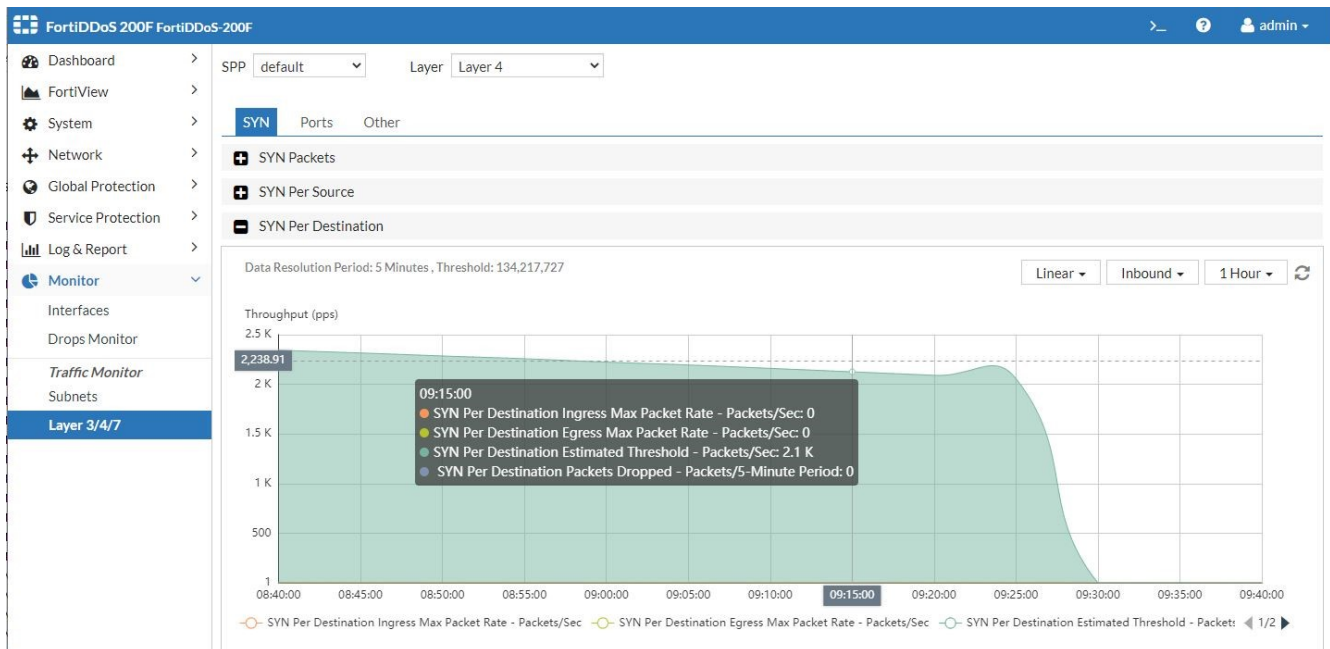 FortiDDoS 200F FortiDDoS-200F
>_ ? admin
Dashboard
FortiView
System
Network
Global Protection
Service Protection
Log & Report
Monitor
Interfaces
Drops Monitor
Traffic Monitor
Subnets
Layer 3/4/7
SPP default Layer Layer 4
SYN Ports Other
SYN Packets
SYN Per Source
SYN Per Destination
Data Resolution Period: 5 Minutes , Threshold: 134,217,727
Linear Inbound 1 Hour
Throughput (pps)
2.5 K
2,238.91
2 K
1.5 K
1 K
500
1
09:15:00
SYN Per Destination Ingress Max Packet Rate - Packets/Sec: 0
SYN Per Destination Egress Max Packet Rate - Packets/Sec: 0
SYN Per Destination Estimated Threshold - Packets/Sec: 2.1 K
SYN Per Destination Packets Dropped - Packets/5-Minute Period: 0
08:40:00 08:45:00 08:50:00 08:55:00 09:00:00 09:05:00 09:10:00 09:15:00 09:20:00 09:25:00 09:30:00 09:35:00 09:40:00
SYN Per Destination Ingress Max Packet Rate - Packets/Sec SYN Per Destination Egress Max Packet Rate - Packets/Sec SYN Per Destination Estimated Threshold - Packets 1/2